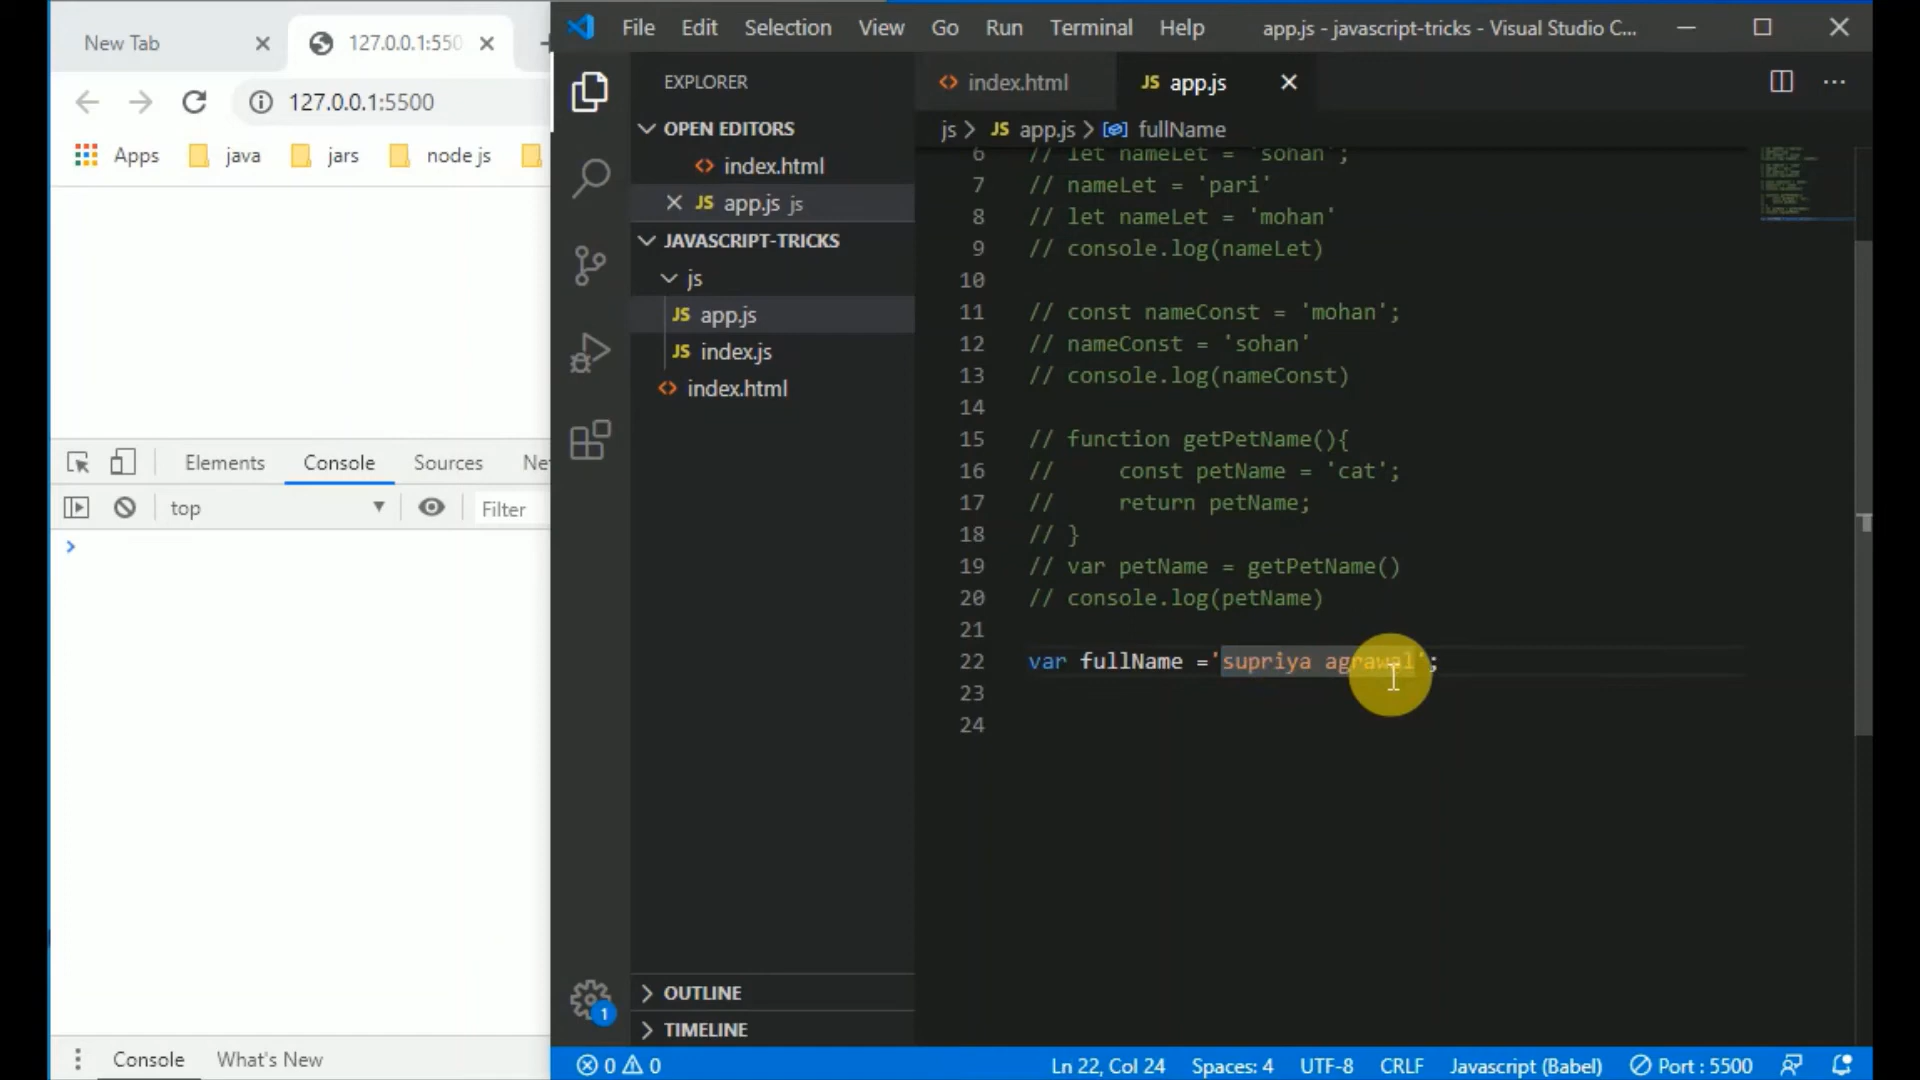 New Tab
127.0.0.1:550
127.0.0.1:5500
Apps java jars node js
Elements Console Sources Ne
top Filter
Console What's New
File Edit Selection View Go Run Terminal Help app.js - javascript-tricks - Visual Studio C...
EXPLORER
OPEN EDITORS
index.html
JS app.js js
JAVASCRIPT-TRICKS
js
JS app.js
JS index.js
index.html
OUTLINE
TIMELINE
1
index.html JS app.js
js > JS app.js > fullName
6 // let nameLet = 'sohan';
7 // nameLet = 'pari'
8 // let nameLet = 'mohan'
9 // console.log(nameLet)
10
11 // const nameConst = 'mohan';
12 // nameConst = 'sohan'
13 // console.log(nameConst)
14
15 // function getPetName(){
16 //     const petName = 'cat';
17 //     return petName;
18 // }
19 // var petName = getPetName()
20 // console.log(petName)
21
22 var fullName ='supriya agrawal';
23
24
0 0 Ln 22, Col 24 Spaces: 4 UTF-8 CRLF Javascript (Babel) Port : 5500